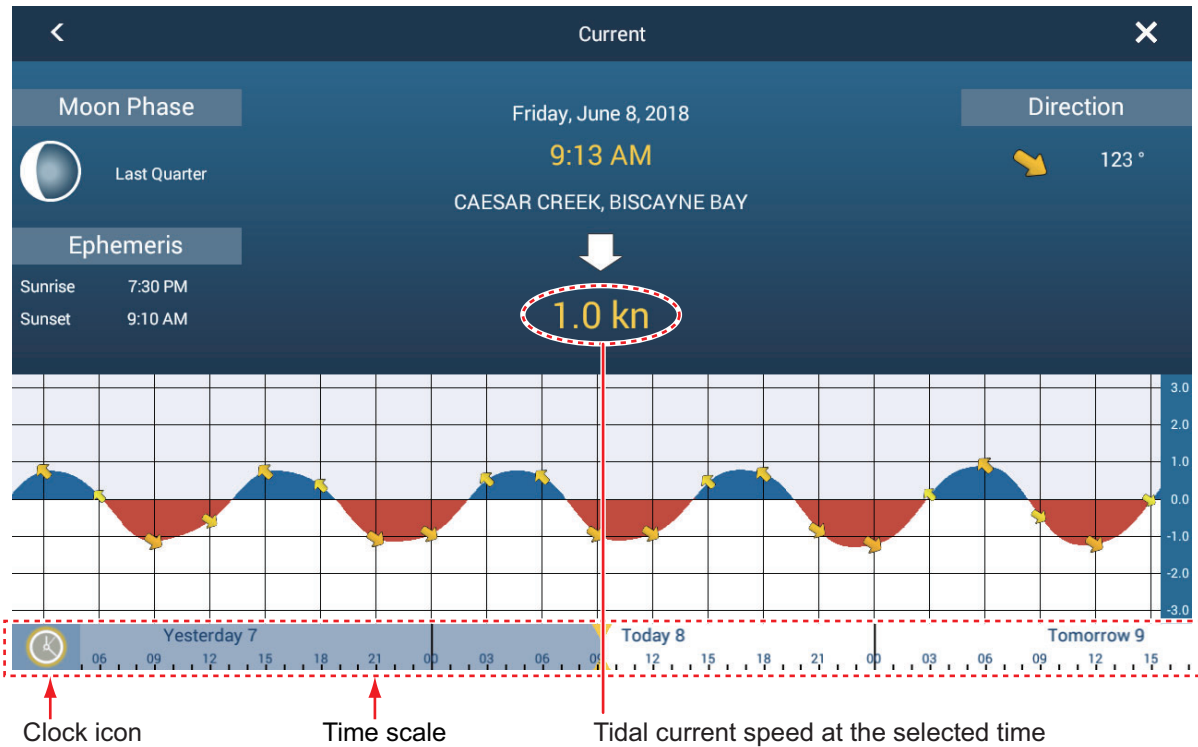 Current
Moon Phase
Last Quarter
Ephemeris
Sunrise 7:30 PM
Sunset 9:10 AM
Friday, June 8, 2018
9:13 AM
CAESAR CREEK, BISCAYNE BAY
1.0 kn
Direction
123 °
3.0
2.0
1.0
0.0
-1.0
-2.0
-3.0
Yesterday 7 Today 8 Tomorrow 9
06 09 12 15 18 21 00 03 06 09 12 15 18 21 00 03 06 09 12 15
Clock icon Time scale Tidal current speed at the selected time